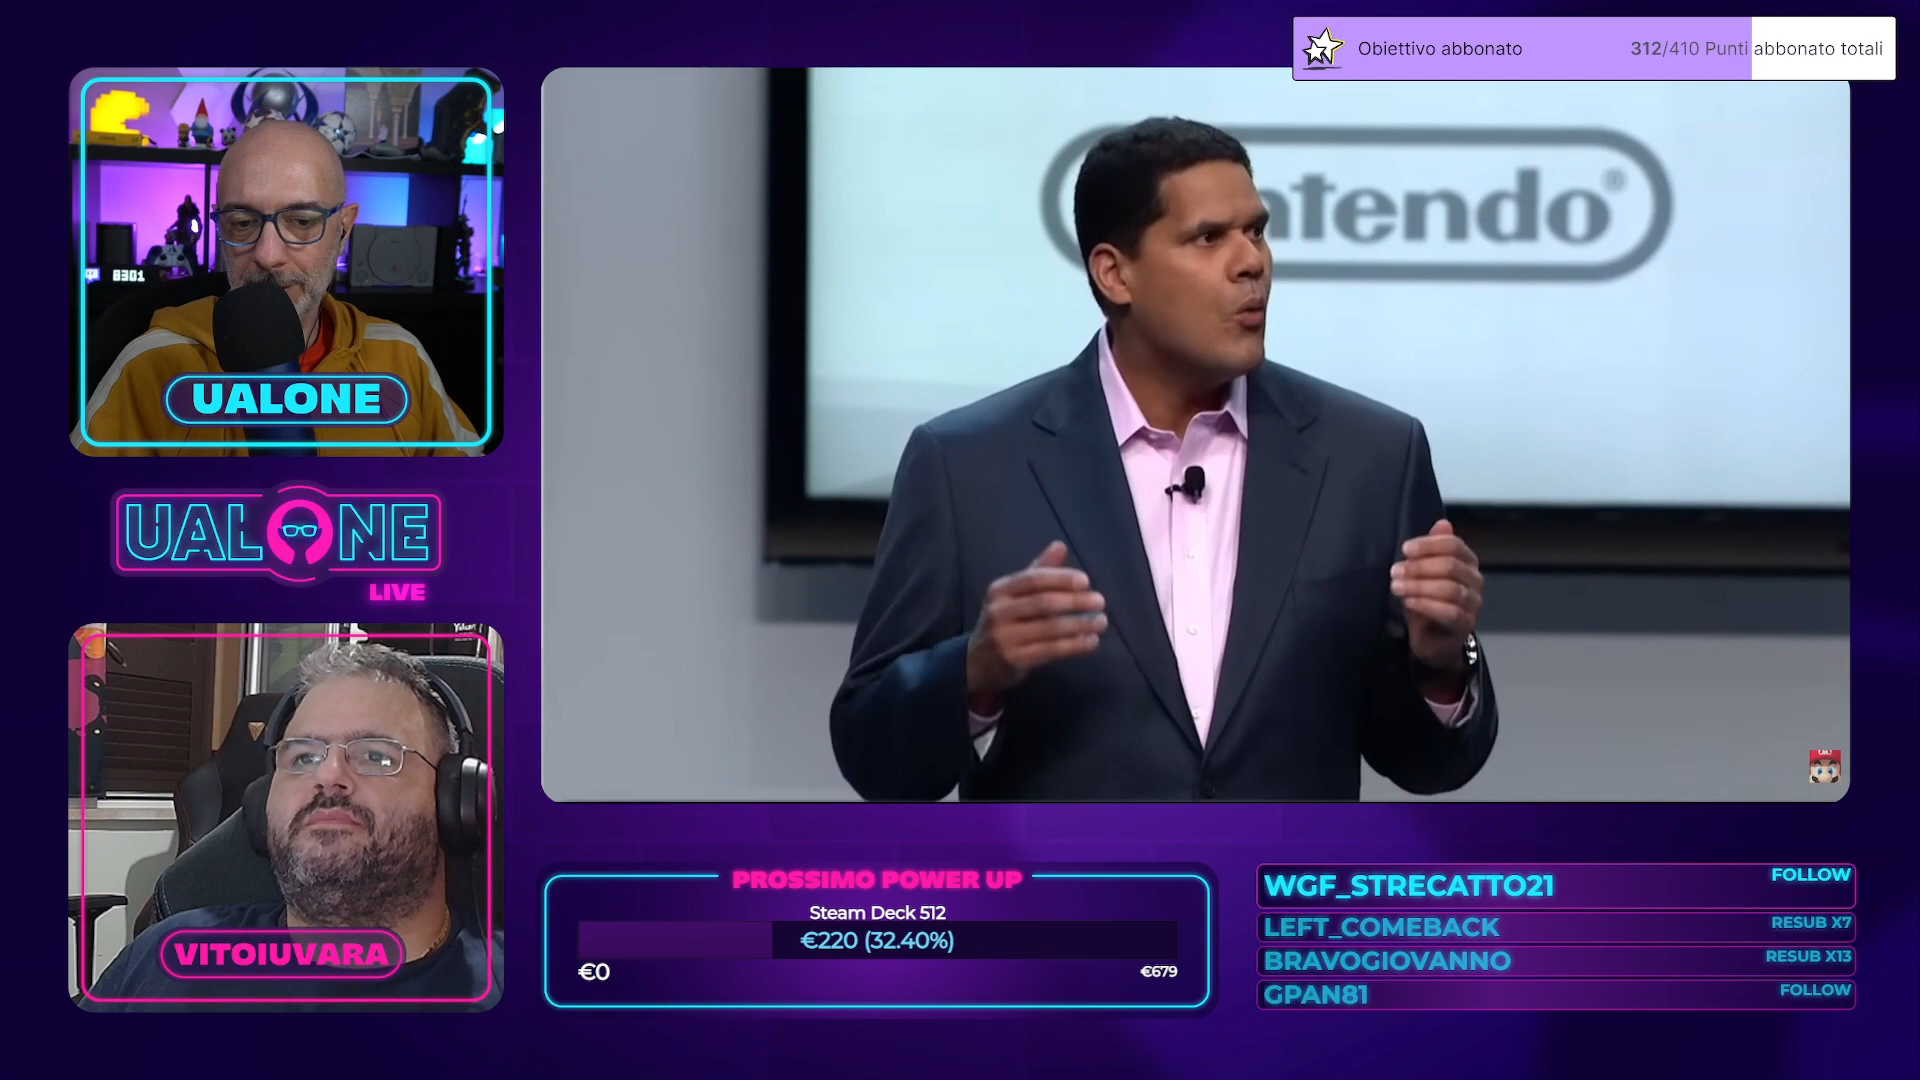 Obiettivo abbonato
312/410 Punti abbonato totali
ntendo®
8301
UALONE
UALONE
LIVE
VITOIUVARA
PROSSIMO POWER UP
Steam Deck 512
€220 (32.40%)
€0
€679
WGF_STRECATTO21
FOLLOW
LEFT_COMEBACK
RESUB X7
BRAVOGIOVANNO
RESUB X13
GPAN81
FOLLOW